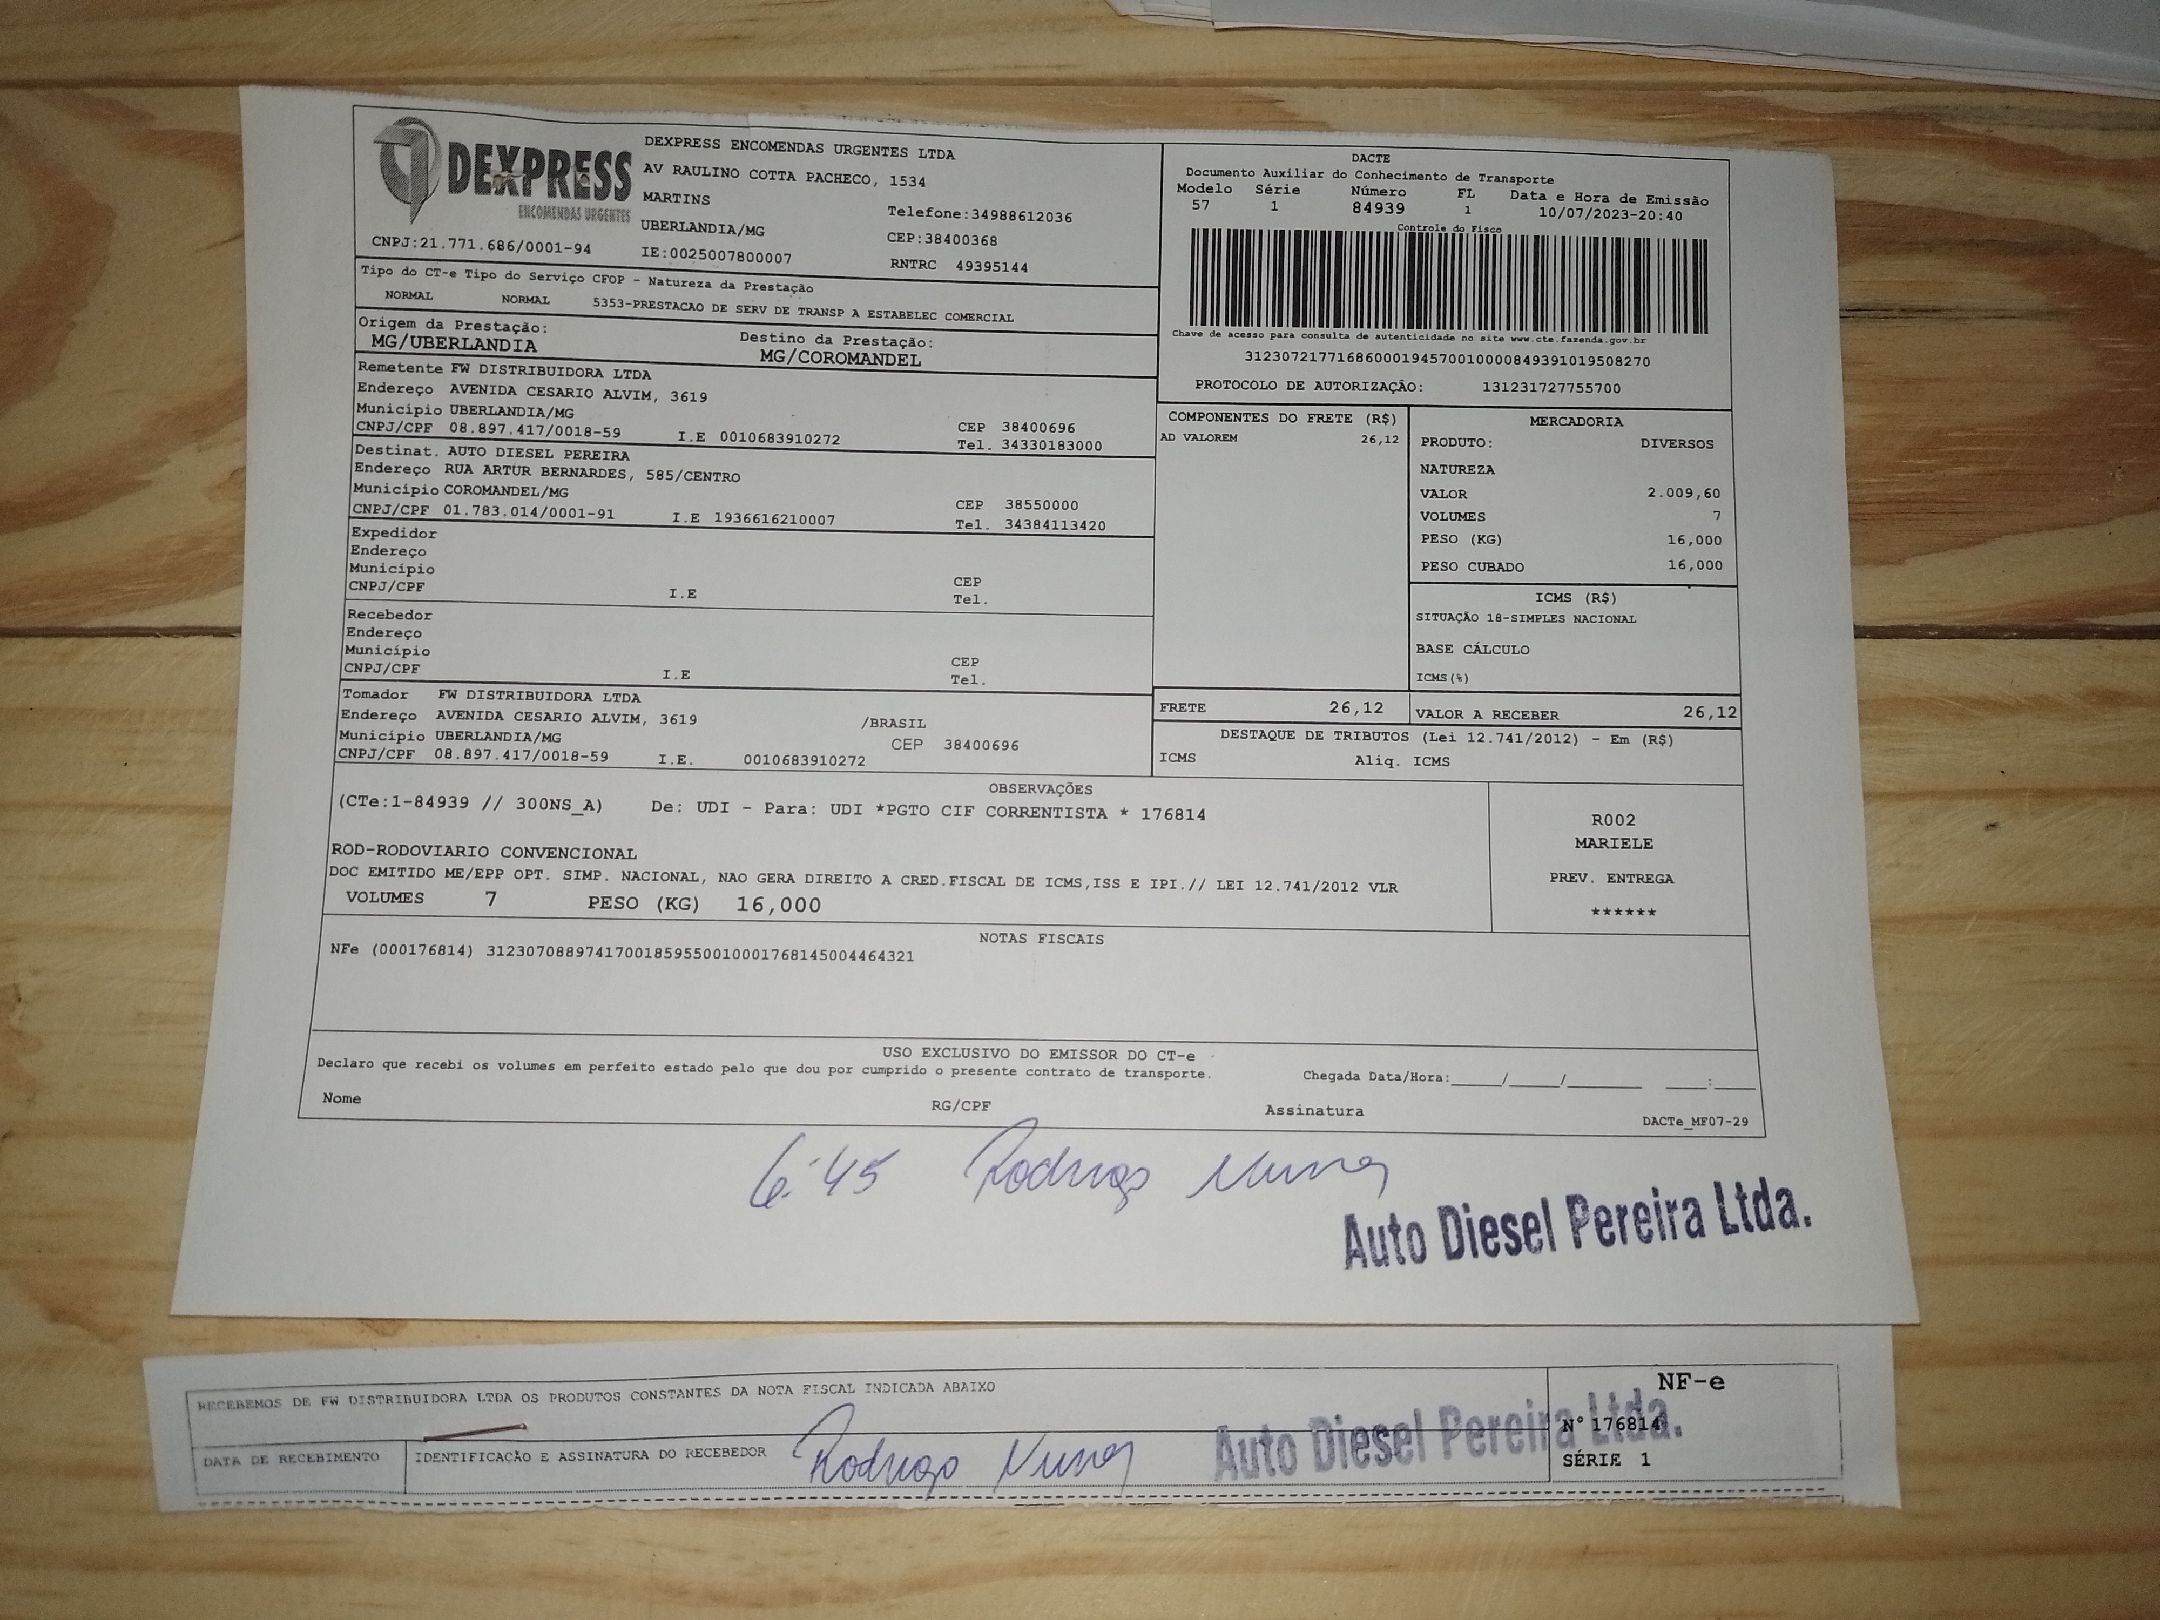 DEXPRESS
ENCOMENDAS URGENTES
CNPJ:21.771.686/0001-94
DEXPRESS ENCOMENDAS URGENTES LTDA
AV RAULINO COTTA PACHECO, 1534
MARTINS
Telefone:34988612036
UBERLANDIA/MG
CEP:38400368
IE:0025007800007
RNTRC 49395144
DACTE
Documento Auxiliar do Conhecimento de Transporte
Modelo Série Número FL Data e Hora de Emissão
57 1 84939 1 10/07/2023-20:40
Controle do Fisco
Chave de acesso para consulta de autenticidade no site www.cte.fazenda.gov.br
31230721771686000194570010000849391019508270
PROTOCOLO DE AUTORIZAÇÃO: 131231727755700
Tipo do CT-e Tipo do Serviço CFOP - Natureza da Prestação
NORMAL NORMAL 5353-PRESTACAO DE SERV DE TRANSP A ESTABELEC COMERCIAL
Origem da Prestação: Destino da Prestação:
MG/UBERLANDIA MG/COROMANDEL
Remetente FW DISTRIBUIDORA LTDA
Endereço AVENIDA CESARIO ALVIM, 3619
Município UBERLANDIA/MG CEP 38400696
CNPJ/CPF 08.897.417/0018-59 I.E 0010683910272 Tel. 34330183000
Destinat. AUTO DIESEL PEREIRA
Endereço RUA ARTUR BERNARDES, 585/CENTRO
Município COROMANDEL/MG CEP 38550000
CNPJ/CPF 01.783.014/0001-91 I.E 1936616210007 Tel. 34384113420
Expedidor
Endereço
Município CEP
CNPJ/CPF I.E Tel.
Recebedor
Endereço
Município CEP
CNPJ/CPF I.E Tel.
Tomador FW DISTRIBUIDORA LTDA
Endereço AVENIDA CESARIO ALVIM, 3619 /BRASIL
Município UBERLANDIA/MG CEP 38400696
CNPJ/CPF 08.897.417/0018-59 I.E. 0010683910272
COMPONENTES DO FRETE (R$)
AD VALOREM 26,12
MERCADORIA
PRODUTO: DIVERSOS
NATUREZA
VALOR 2.009,60
VOLUMES 7
PESO (KG) 16,000
PESO CUBADO 16,000
ICMS (R$)
SITUAÇÃO 18-SIMPLES NACIONAL
BASE CÁLCULO
ICMS(%)
FRETE 26,12 VALOR A RECEBER 26,12
DESTAQUE DE TRIBUTOS (Lei 12.741/2012) - Em (R$)
ICMS Aliq. ICMS
OBSERVAÇÕES
(CTe:1-84939 // 300NS_A) De: UDI - Para: UDI *PGTO CIF CORRENTISTA * 176814
ROD-RODOVIARIO CONVENCIONAL
DOC EMITIDO ME/EPP OPT. SIMP. NACIONAL, NAO GERA DIREITO A CRED.FISCAL DE ICMS,ISS E IPI.// LEI 12.741/2012 VLR
VOLUMES 7 PESO (KG) 16,000
R002
MARIELE
PREV. ENTREGA
******
NOTAS FISCAIS
NFe (000176814) 31230708897417001859550010001768145004464321
USO EXCLUSIVO DO EMISSOR DO CT-e
Declaro que recebi os volumes em perfeito estado pelo que dou por cumprido o presente contrato de transporte. Chegada Data/Hora:_____/_____/_______ ____:____
Nome RG/CPF Assinatura
DACTe_MF07-29
6:45 Rodrigo Nunes
Auto Diesel Pereira Ltda.
RECEBEMOS DE FW DISTRIBUIDORA LTDA OS PRODUTOS CONSTANTES DA NOTA FISCAL INDICADA ABAIXO
DATA DE RECEBIMENTO
IDENTIFICACÃO E ASSINATURA DO RECEBEDOR
Rodrigo Nunes
Auto Diesel Pereira Ltda.
NF-e
N° 176814
SÉRIE 1